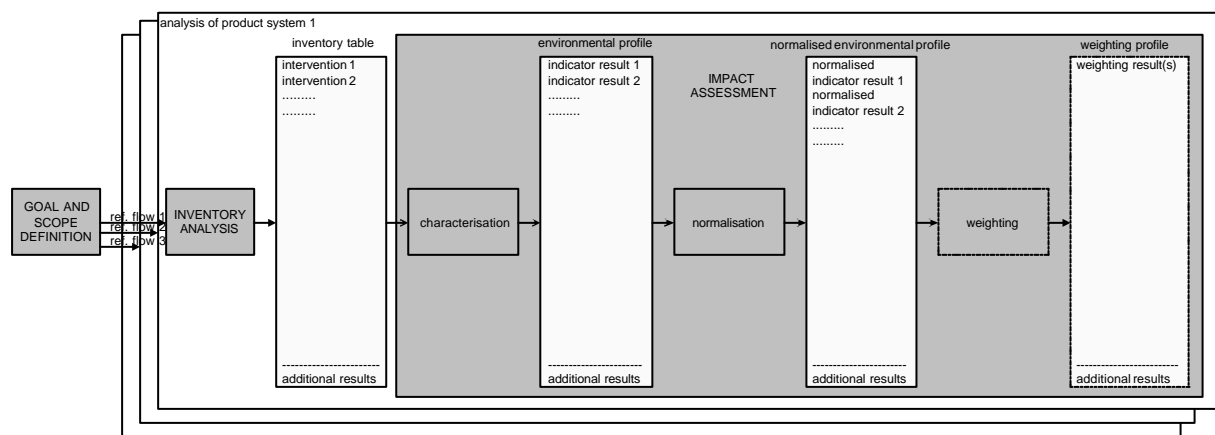 analysis of product system 1
inventory table
intervention 1
intervention 2
.........
.........
---------------------
additional results
environmental profile
indicator result 1
indicator result 2
.........
.........
---------------------
additional results
IMPACT
ASSESSMENT
normalised environmental profile
normalised
indicator result 1
normalised
indicator result 2
.........
.........
---------------------
additional results
weighting profile
weighting result(s)
---------------------
additional results
GOAL AND
SCOPE
DEFINITION
ref. flow 1
ref. flow 2
ref. flow 3
INVENTORY
ANALYSIS
characterisation
normalisation
weighting